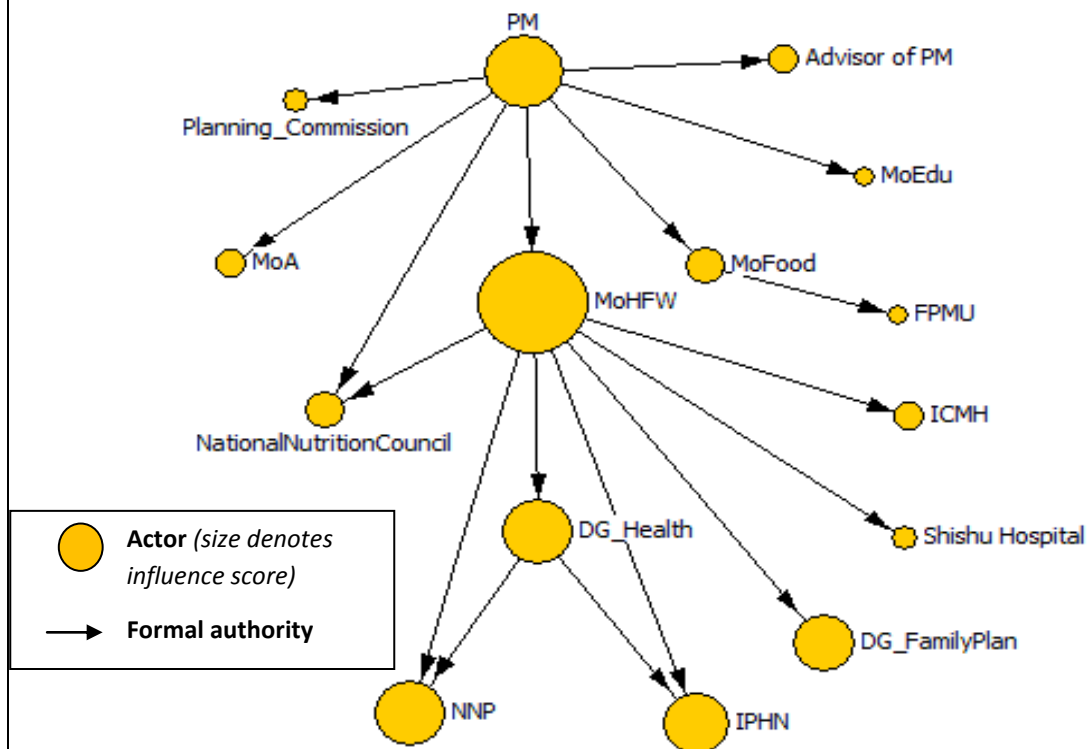 PM
Advisor of PM
Planning_Commission
MoEdu
MoA
MoFood
MoHFW
FPMU
ICMH
NationalNutritionCouncil
DG_Health
Shishu Hospital
Actor (size denotes
influence score)
Formal authority
DG_FamilyPlan
NNP
IPHN